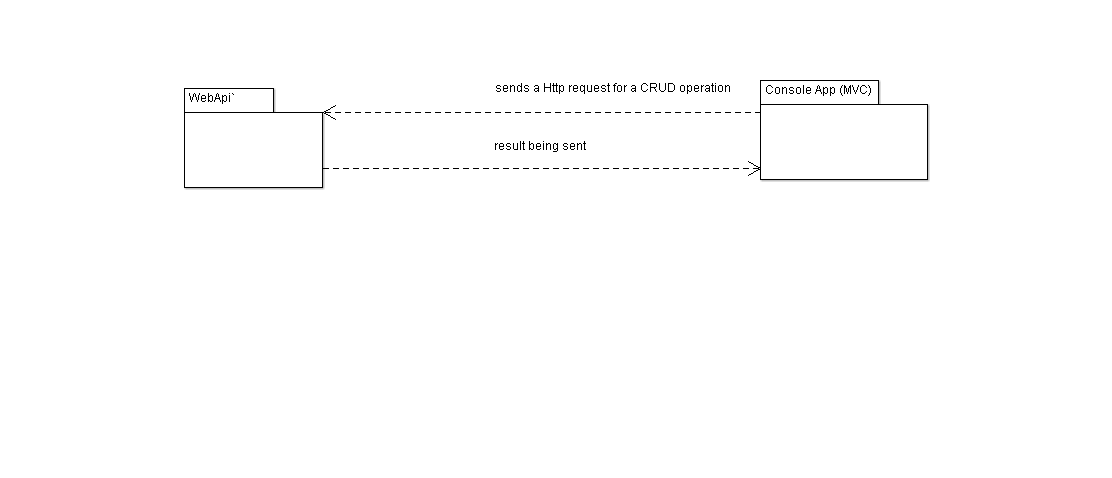 sends a Http request for a CRUD operation
WebApi`
Console App (MVC)
result being sent